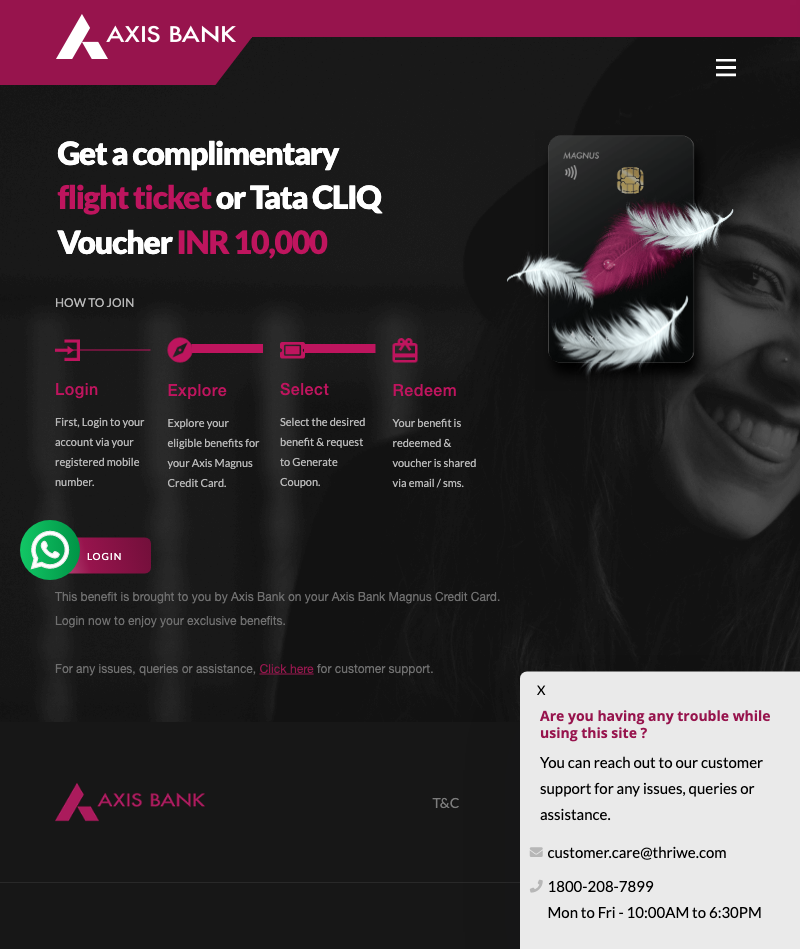 AXIS BANK
Get a complimentary
flight ticket or Tata CLIQ
Voucher INR 10,000
MAGNUS
HOW TO JOIN
Login
First, Login to your
account via your
registered mobile
number.
Explore
Explore your
eligible benefits for
your Axis Magnus
Credit Card.
Select
Select the desired
benefit & request
to Generate
Coupon.
Redeem
Your benefit is
redeemed &
voucher is shared
via email / sms.
LOGIN
This benefit is brought to you by Axis Bank on your Axis Bank Magnus Credit Card.
Login now to enjoy your exclusive benefits.
For any issues, queries or assistance, Click here for customer support.
AXIS BANK
T&C
X
Are you having any trouble while
using this site ?
You can reach out to our customer
support for any issues, queries or
assistance.
customer.care@thriwe.com
1800-208-7899
Mon to Fri - 10:00AM to 6:30PM